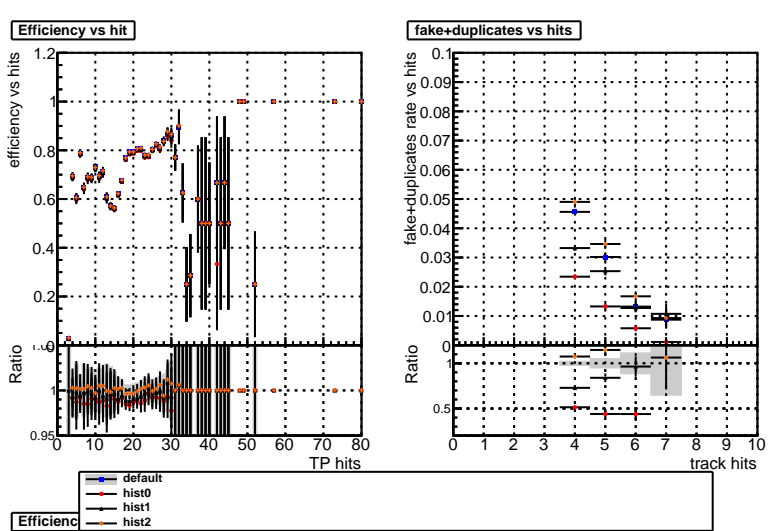 Efficiency vs hit
fake+duplicates vs hits
efficiency vs hits
1.2
1
0.8
0.6
0.4
0.2
0
fake+duplicates rate vs hits
0.1
0.09
0.08
0.07
0.06
0.05
0.04
0.03
0.02
0.01
0
Ratio
1
0.95
0 10 20 30 40 50 60 70 80
TP hits
Ratio
1
0.5
0 1 2 3 4 5 6 7 8 9 10
track hits
default
hist0
hist1
hist2
Efficienc